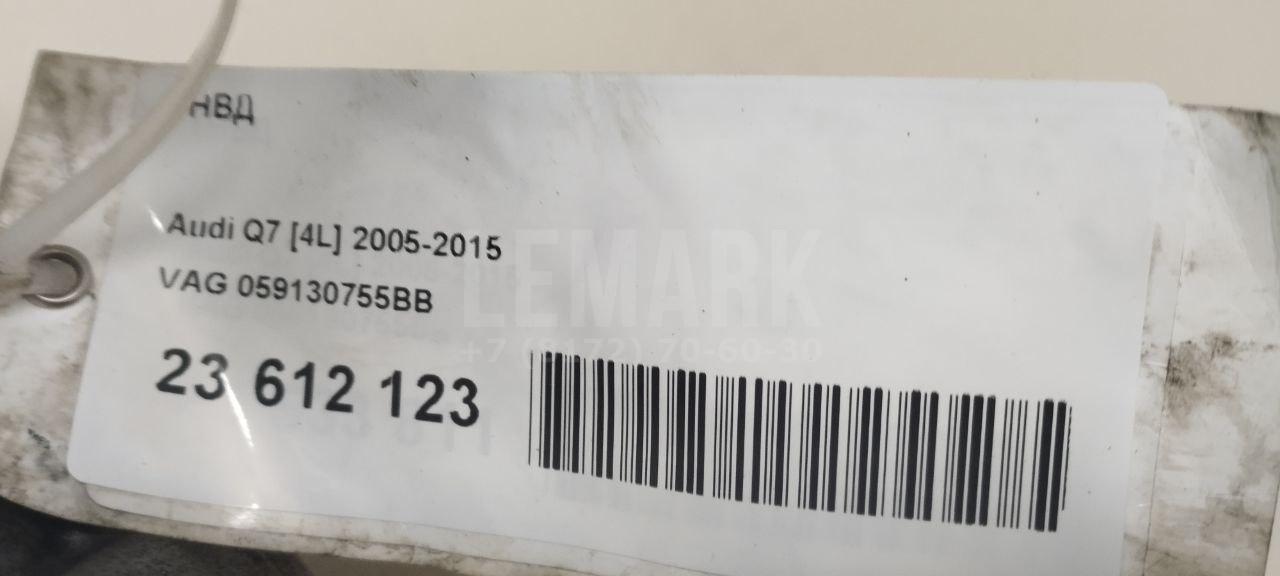 НВД
Audi Q7 [4L] 2005-2015
VAG 059130755BB
LEMARK
+7 (8172) 70-60-30
23 612 123